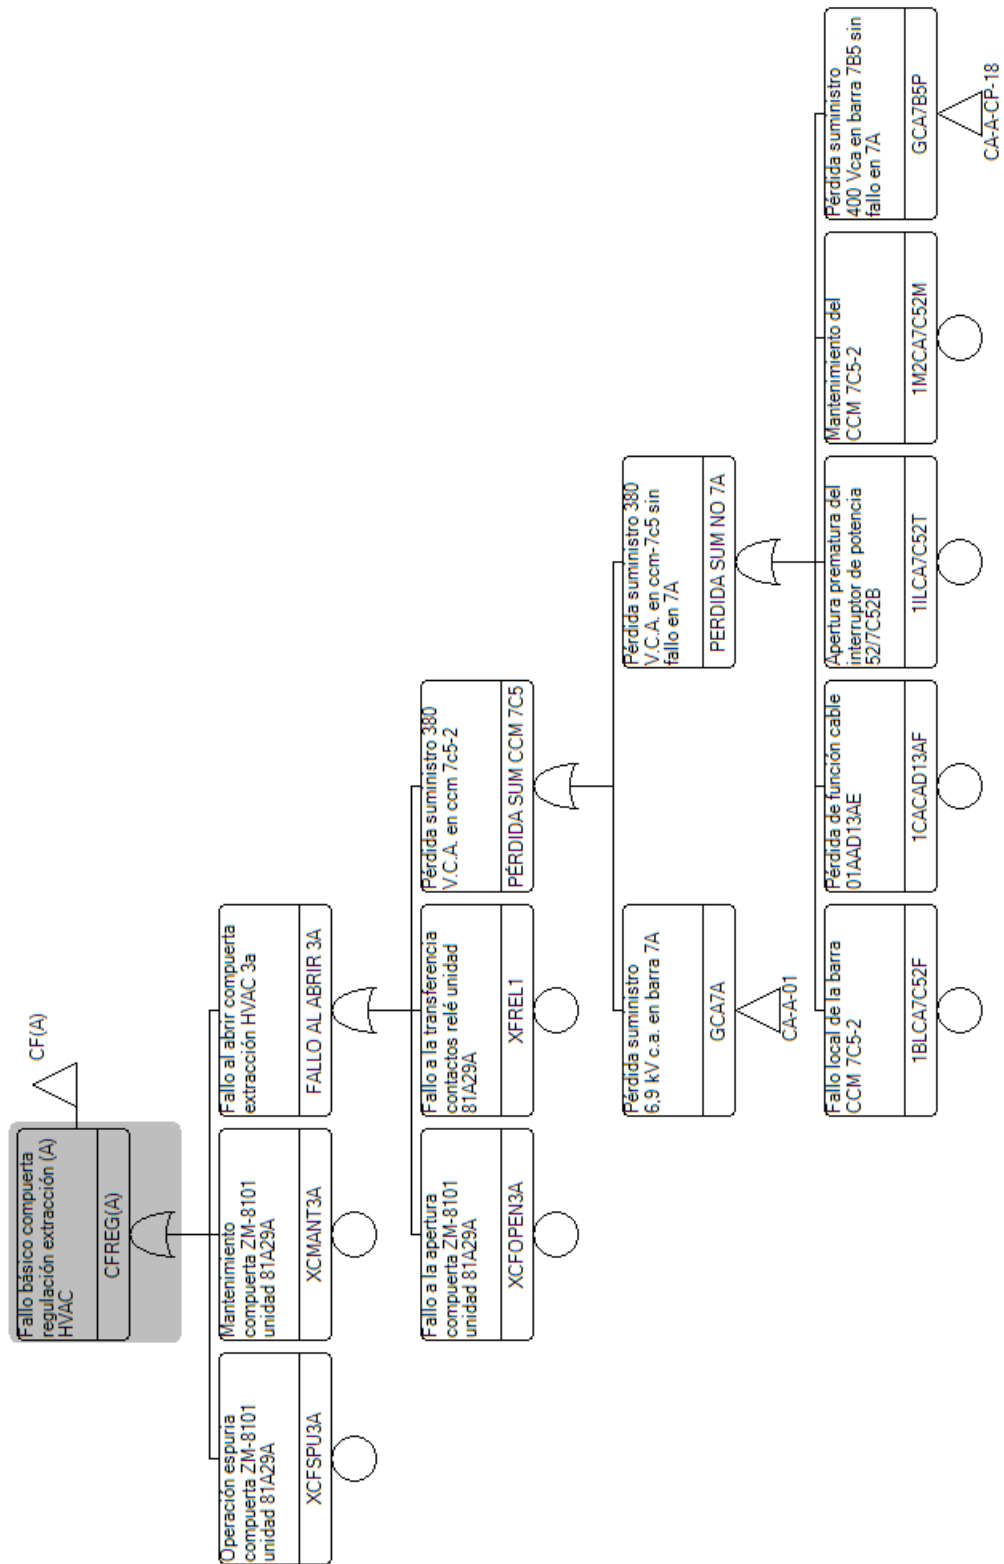 Fallo básico compuerta
regulación extracción (A)
HVAC
CFREG(A)
CF(A)
Operación espuria
compuerta ZM-8101
unidad 81A29A
XCFSPU3A
Mantenimiento
compuerta ZM-8101
unidad 81A29A
XCMANT3A
Fallo al abrir compuerta
extracción HVAC 3a
FALLO AL ABRIR 3A
Fallo a la apertura
compuerta ZM-8101
unidad 81A29A
XCFOPEN3A
Fallo a la transferencia
contactos relé unidad
81A29A
XFREL1
Pérdida suministro 380
V.C.A. en ccm 7c5-2
PÉRDIDA SUM CCM 7C5
Pérdida suministro
6,9 kV c.a. en barra 7A
GCA7A
CA-A-01
Pérdida suministro 380
V.C.A. en ccm-7c5 sin
fallo en 7A
PERDIDA SUM NO 7A
Fallo local de la barra
CCM 7C5-2
1BLCA7C52F
Pérdida de función cable
01AAD13AE
1CACAD13AF
Apertura prematura del
interruptor de potencia
52/7C52B
1ILCA7C52T
Mantenimiento del
CCM 7C5-2
1M2CA7C52M
Pérdida suministro
400 Vca en barra 7B5 sin
fallo en 7A
GCA7B5P
CA-A-CP-18